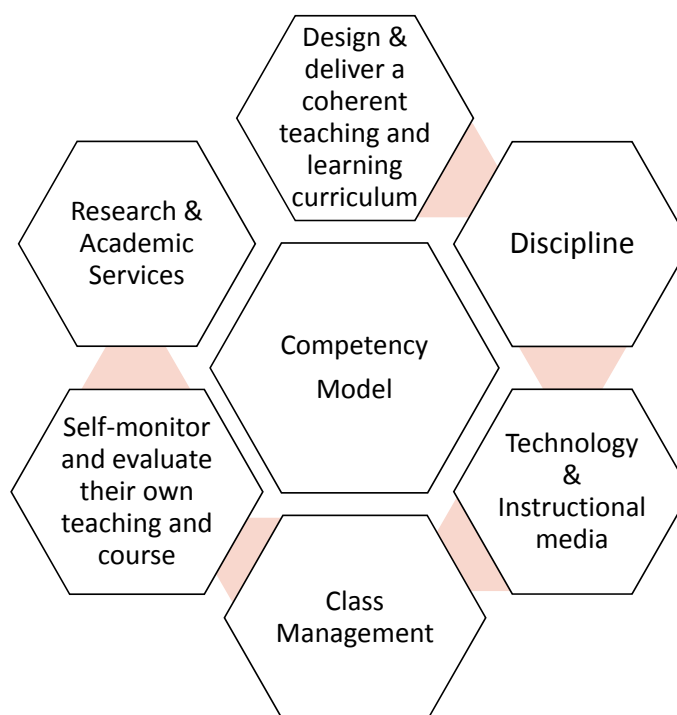 Design &
deliver a
coherent
teaching and
learning
curriculum
Discipline
Technology
&
Instructional
media
Class
Management
Self-monitor
and evaluate
their own
teaching and
course
Research &
Academic
Services
Competency
Model